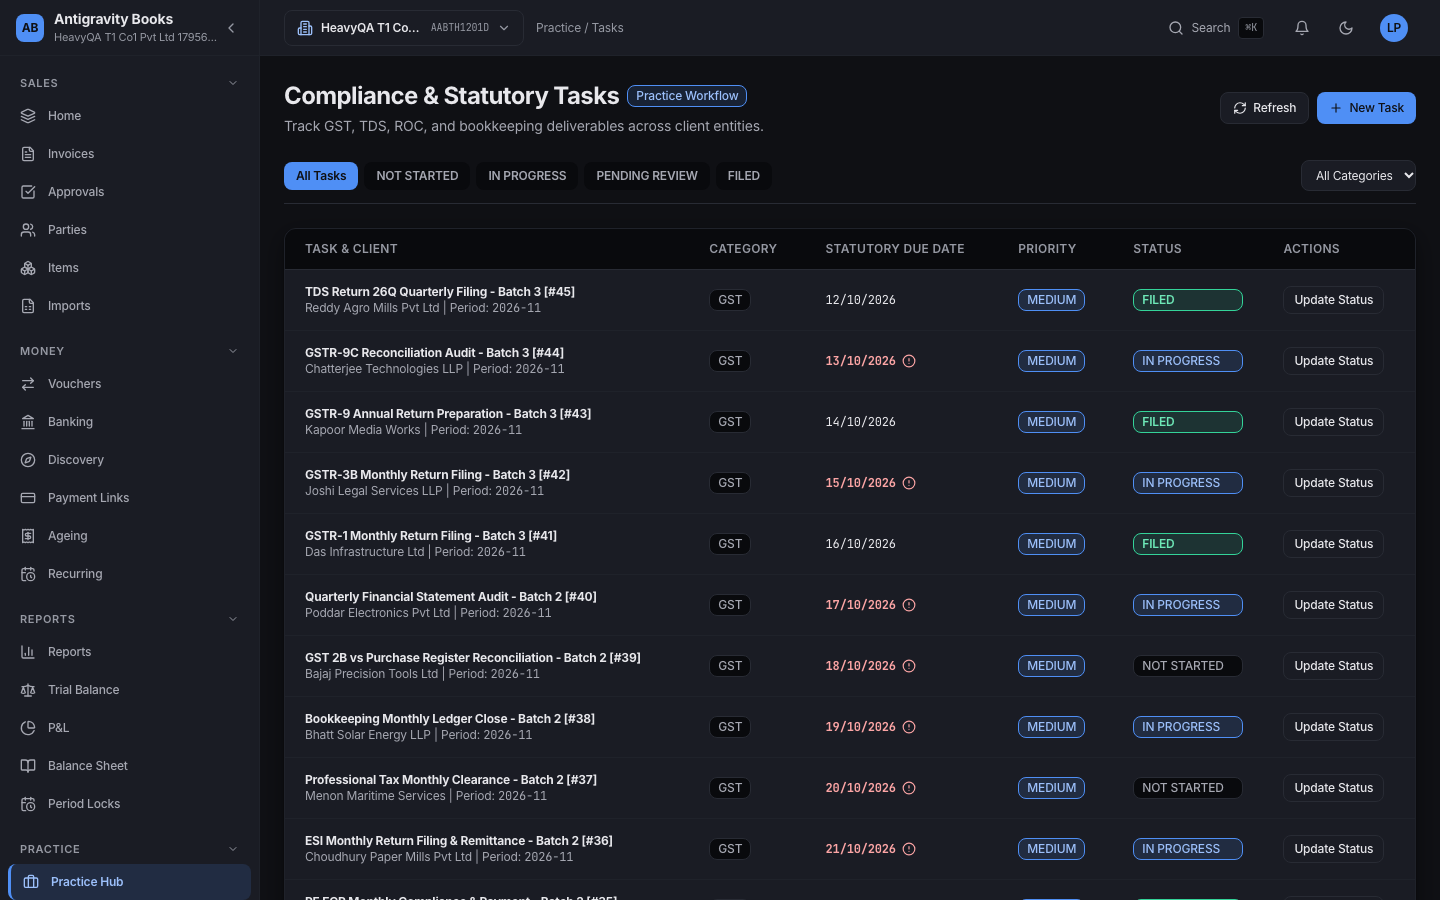 AB
Antigravity Books
HeavyQA T1 Co1 Pvt Ltd 17956...
HeavyQA T1 Co...
AABTH1201D
Practice / Tasks
Search
⌘K
LP
SALES
Home
Invoices
Approvals
Parties
Items
Imports
MONEY
Vouchers
Banking
Discovery
Payment Links
Ageing
Recurring
REPORTS
Reports
Trial Balance
P&L
Balance Sheet
Period Locks
PRACTICE
Practice Hub
Compliance & Statutory Tasks
Practice Workflow
Track GST, TDS, ROC, and bookkeeping deliverables across client entities.
Refresh
New Task
All Tasks
NOT STARTED
IN PROGRESS
PENDING REVIEW
FILED
All Categories
TASK & CLIENT CATEGORY STATUTORY DUE DATE PRIORITY STATUS ACTIONS
TDS Return 26Q Quarterly Filing - Batch 3 [#45]
Reddy Agro Mills Pvt Ltd | Period: 2026-11
GST 12/10/2026 MEDIUM FILED Update Status
GSTR-9C Reconciliation Audit - Batch 3 [#44]
Chatterjee Technologies LLP | Period: 2026-11
GST 13/10/2026 MEDIUM IN PROGRESS Update Status
GSTR-9 Annual Return Preparation - Batch 3 [#43]
Kapoor Media Works | Period: 2026-11
GST 14/10/2026 MEDIUM FILED Update Status
GSTR-3B Monthly Return Filing - Batch 3 [#42]
Joshi Legal Services LLP | Period: 2026-11
GST 15/10/2026 MEDIUM IN PROGRESS Update Status
GSTR-1 Monthly Return Filing - Batch 3 [#41]
Das Infrastructure Ltd | Period: 2026-11
GST 16/10/2026 MEDIUM FILED Update Status
Quarterly Financial Statement Audit - Batch 2 [#40]
Poddar Electronics Pvt Ltd | Period: 2026-11
GST 17/10/2026 MEDIUM IN PROGRESS Update Status
GST 2B vs Purchase Register Reconciliation - Batch 2 [#39]
Bajaj Precision Tools Ltd | Period: 2026-11
GST 18/10/2026 MEDIUM NOT STARTED Update Status
Bookkeeping Monthly Ledger Close - Batch 2 [#38]
Bhatt Solar Energy LLP | Period: 2026-11
GST 19/10/2026 MEDIUM IN PROGRESS Update Status
Professional Tax Monthly Clearance - Batch 2 [#37]
Menon Maritime Services | Period: 2026-11
GST 20/10/2026 MEDIUM NOT STARTED Update Status
ESI Monthly Return Filing & Remittance - Batch 2 [#36]
Choudhury Paper Mills Pvt Ltd | Period: 2026-11
GST 21/10/2026 MEDIUM IN PROGRESS Update Status